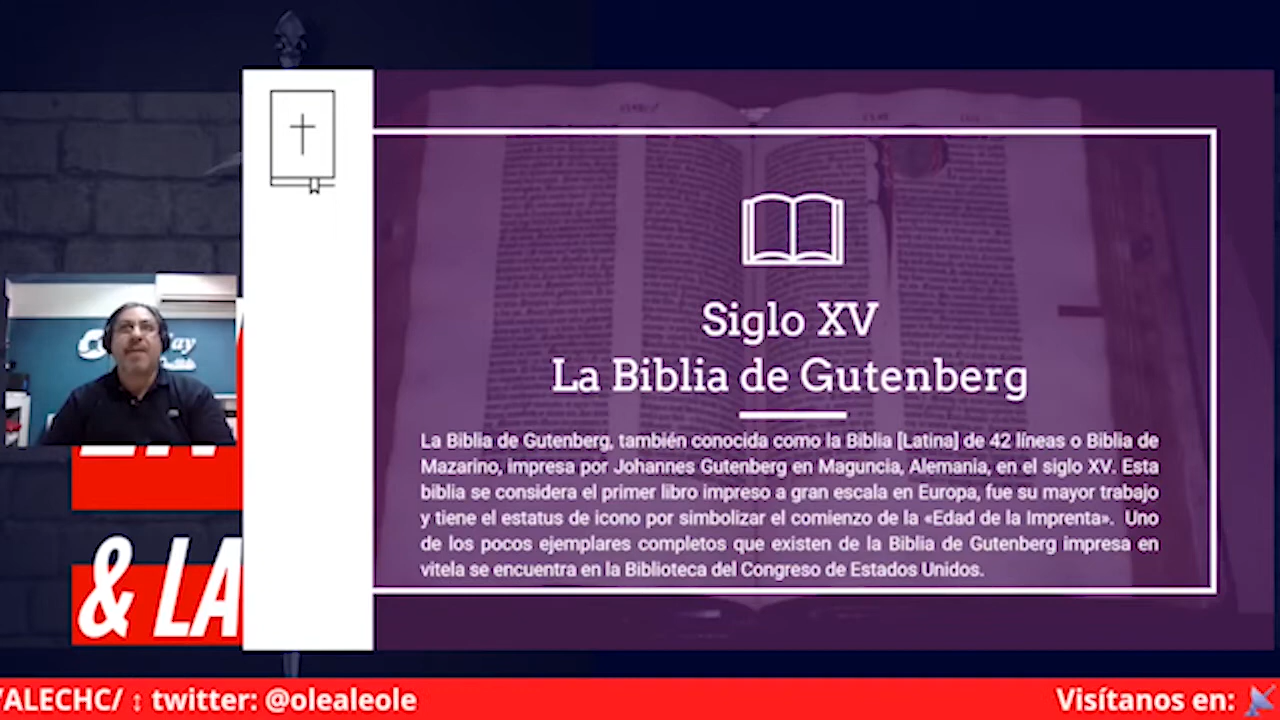 Siglo XV
La Biblia de Gutenberg
La Biblia de Gutenberg, también conocida como la Biblia [Latina] de 42 líneas o Biblia de
Mazarino, impresa por Johannes Gutenberg en Maguncia, Alemania, en el siglo XV. Esta
biblia se considera el primer libro impreso a gran escala en Europa, fue su mayor trabajo
y tiene el estatus de icono por simbolizar el comienzo de la «Edad de la Imprenta». Uno
de los pocos ejemplares completos que existen de la Biblia de Gutenberg impresa en
vitela se encuentra en la Biblioteca del Congreso de Estados Unidos.
& LA
/ALECHC/ ↕ twitter: @olealeole
Visítanos en: